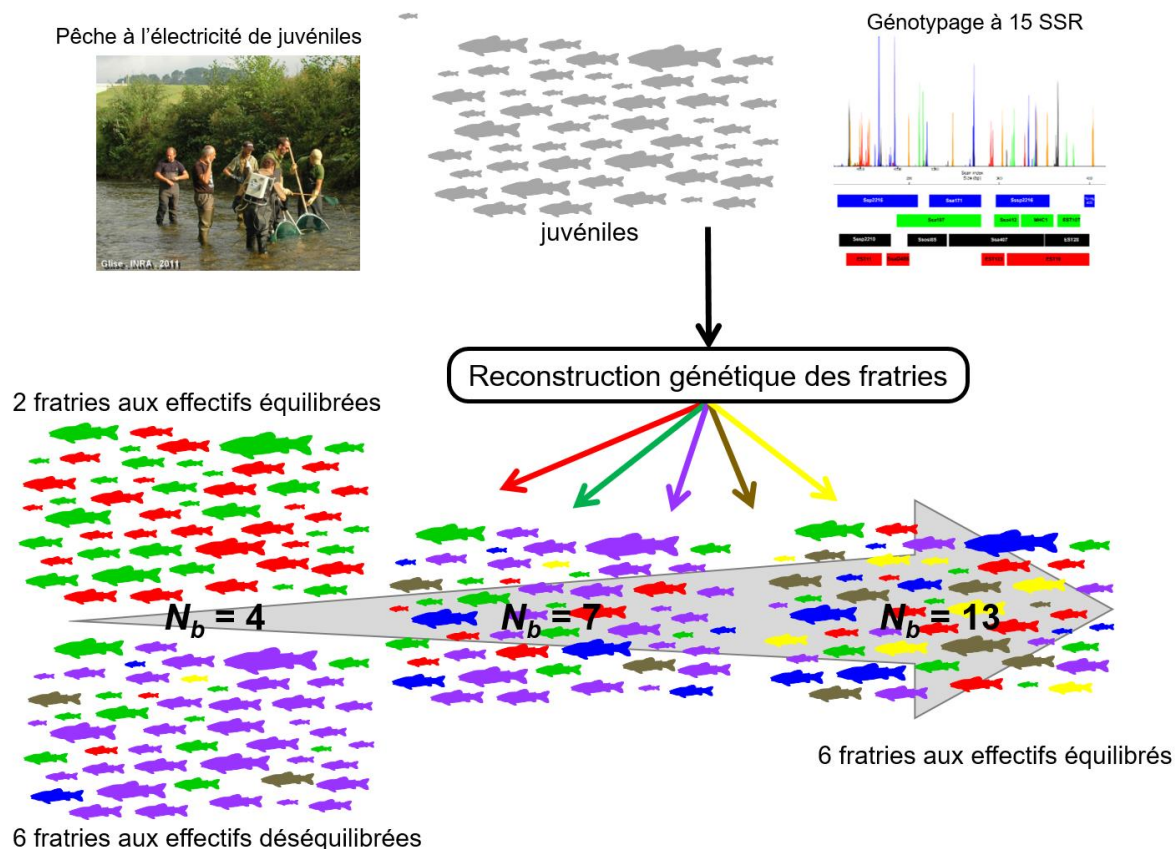 Pêche à l’électricité de juvéniles
Génotypage à 15 SSR
Glise , INRA , 2011
juvéniles
Reconstruction génétique des fratries
2 fratries aux effectifs équilibrées
N_b = 4
N_b = 7
N_b = 13
6 fratries aux effectifs équilibrés
6 fratries aux effectifs déséquilibrées